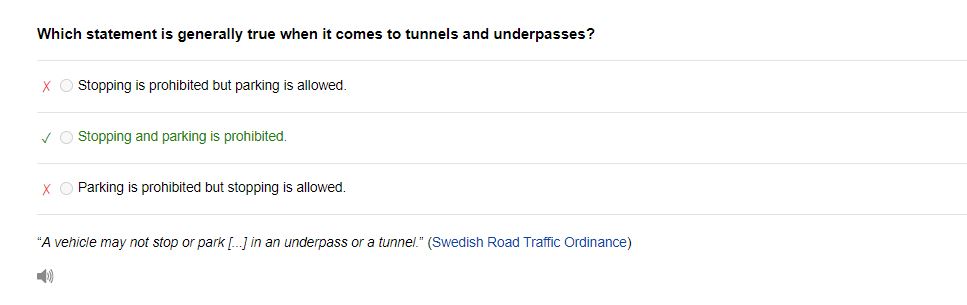 Which statement is generally true when it comes to tunnels and underpasses?
Stopping is prohibited but parking is allowed.
Stopping and parking is prohibited.
Parking is prohibited but stopping is allowed.
"A vehicle may not stop or park [...] in an underpass or a tunnel." (Swedish Road Traffic Ordinance)